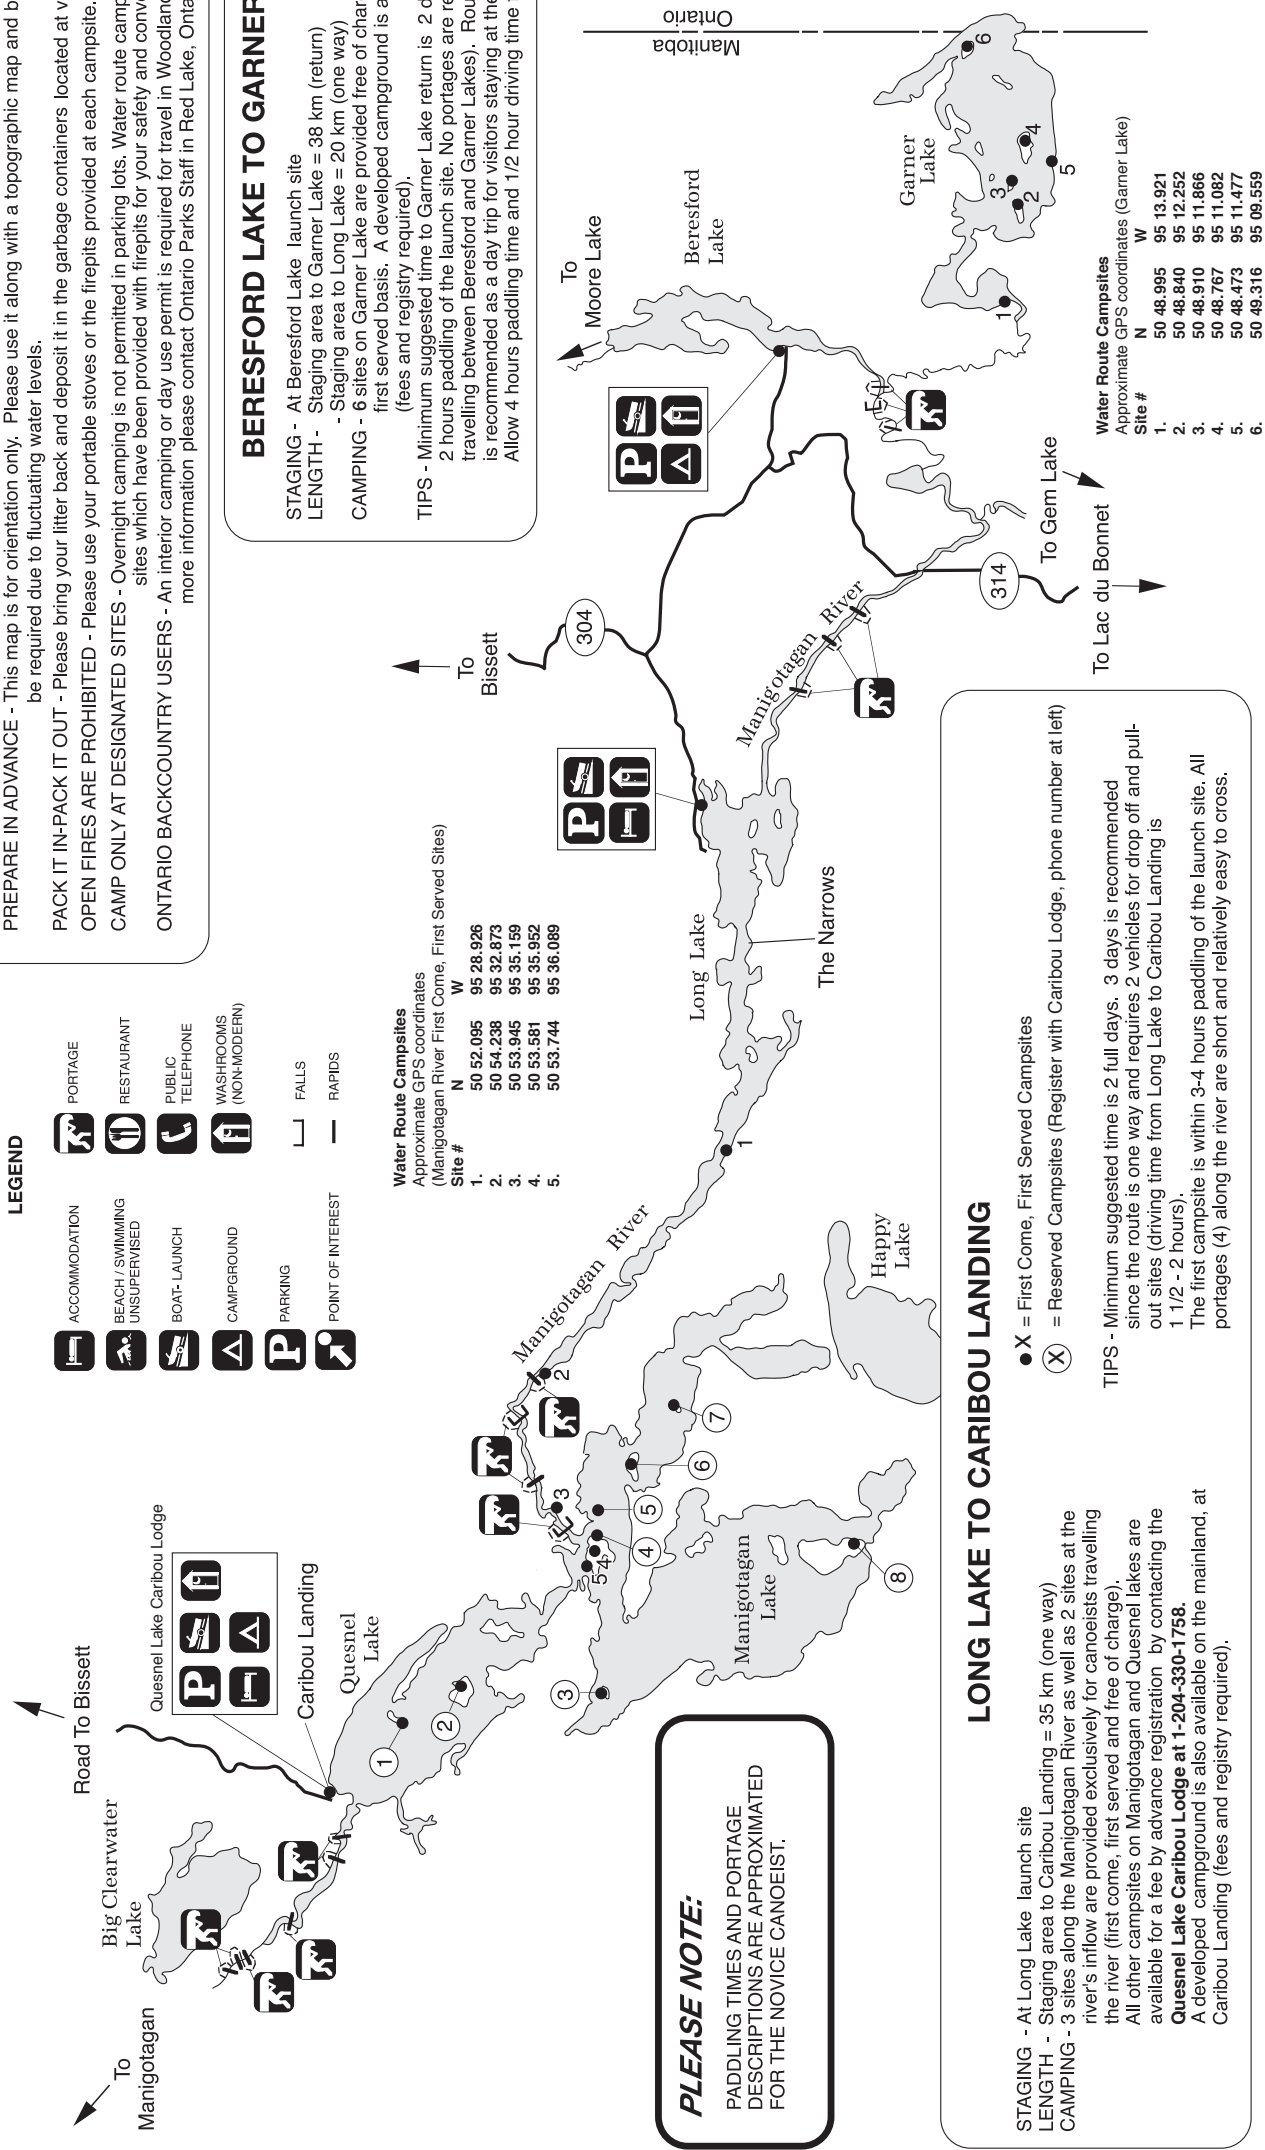 PREPARE IN ADVANCE - This map is for orientation only. Please use it along with a topographic map and b
be required due to fluctuating water levels.
PACK IT IN-PACK IT OUT - Please bring your litter back and deposit it in the garbage containers located at v
OPEN FIRES ARE PROHIBITED - Please use your portable stoves or the firepits provided at each campsite.
CAMP ONLY AT DESIGNATED SITES - Overnight camping is not permitted in parking lots. Water route camp
sites which have been provided with firepits for your safety and conve
ONTARIO BACKCOUNTRY USERS - An interior camping or day use permit is required for travel in Woodland
more information please contact Ontario Parks Staff in Red Lake, Onta
BERESFORD LAKE TO GARNER
STAGING - At Beresford Lake launch site
LENGTH - Staging area to Garner Lake = 38 km (return)
- Staging area to Long Lake = 20 km (one way)
CAMPING - 6 sites on Garner Lake are provided free of char
first served basis. A developed campground is a
(fees and registry required).
TIPS - Minimum suggested time to Garner Lake return is 2 d
2 hours paddling of the launch site. No portages are re
travelling between Beresford and Garner Lakes). Rou
is recommended as a day trip for visitors staying at the
Allow 4 hours paddling time and 1/2 hour driving time
LEGEND
ACCOMMODATION
BEACH / SWIMMING
UNSUPERVISED
BOAT- LAUNCH
CAMPGROUND
P
PARKING
POINT OF INTEREST
PORTAGE
RESTAURANT
PUBLIC
TELEPHONE
WASHROOMS
(NON-MODERN)
FALLS
RAPIDS
Water Route Campsites
Approximate GPS coordinates
(Manigotagan River First Come, First Served Sites)
Site # N W
1. 50 52.095 95 28.926
2. 50 54.238 95 32.873
3. 50 53.945 95 35.159
4. 50 53.581 95 35.952
5. 50 53.744 95 36.089
Water Route Campsites
Approximate GPS coordinates (Garner Lake)
Site # N W
1. 50 48.995 95 13.921
2. 50 48.840 95 12.252
3. 50 48.910 95 11.866
4. 50 48.767 95 11.082
5. 50 48.473 95 11.477
6. 50 49.316 95 09.559
To
Manigotagan
Big Clearwater
Lake
Road To Bissett
Quesnel Lake Caribou Lodge
P
Caribou Landing
Quesnel
Lake
1
2
3
4
5
6
7
8
5
4
3
2
1
Manigotagan
Lake
Happy
Lake
Manigotagan River
Long Lake
The Narrows
P
To
Bissett
304
Manigotagan River
314
To Lac du Bonnet
To Gem Lake
P
To
Moore Lake
Beresford
Lake
Garner
Lake
1
2
3
4
5
6
Manitoba
Ontario
PLEASE NOTE:
PADDLING TIMES AND PORTAGE
DESCRIPTIONS ARE APPROXIMATED
FOR THE NOVICE CANOEIST.
LONG LAKE TO CARIBOU LANDING
STAGING - At Long Lake launch site
LENGTH - Staging area to Caribou Landing = 35 km (one way)
CAMPING - 3 sites along the Manigotagan River as well as 2 sites at the
river's inflow are provided exclusively for canoeists travelling
the river (first come, first served and free of charge).
All other campsites on Manigotagan and Quesnel lakes are
available for a fee by advance registration by contacting the
Quesnel Lake Caribou Lodge at 1-204-330-1758.
A developed campground is also available on the mainland, at
Caribou Landing (fees and registry required).
X = First Come, First Served Campsites
X = Reserved Campsites (Register with Caribou Lodge, phone number at left)
TIPS - Minimum suggested time is 2 full days. 3 days is recommended
since the route is one way and requires 2 vehicles for drop off and pull-
out sites (driving time from Long Lake to Caribou Landing is
1 1/2 - 2 hours).
The first campsite is within 3-4 hours paddling of the launch site. All
portages (4) along the river are short and relatively easy to cross.